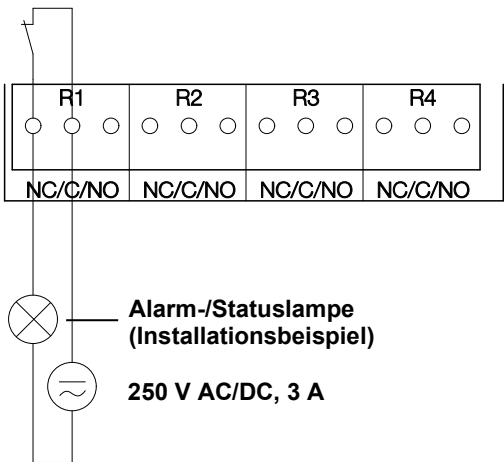 R1 R2 R3 R4
NC/C/NO NC/C/NO NC/C/NO NC/C/NO
Alarm-/Statuslampe
(Installationsbeispiel)
250 V AC/DC, 3 A